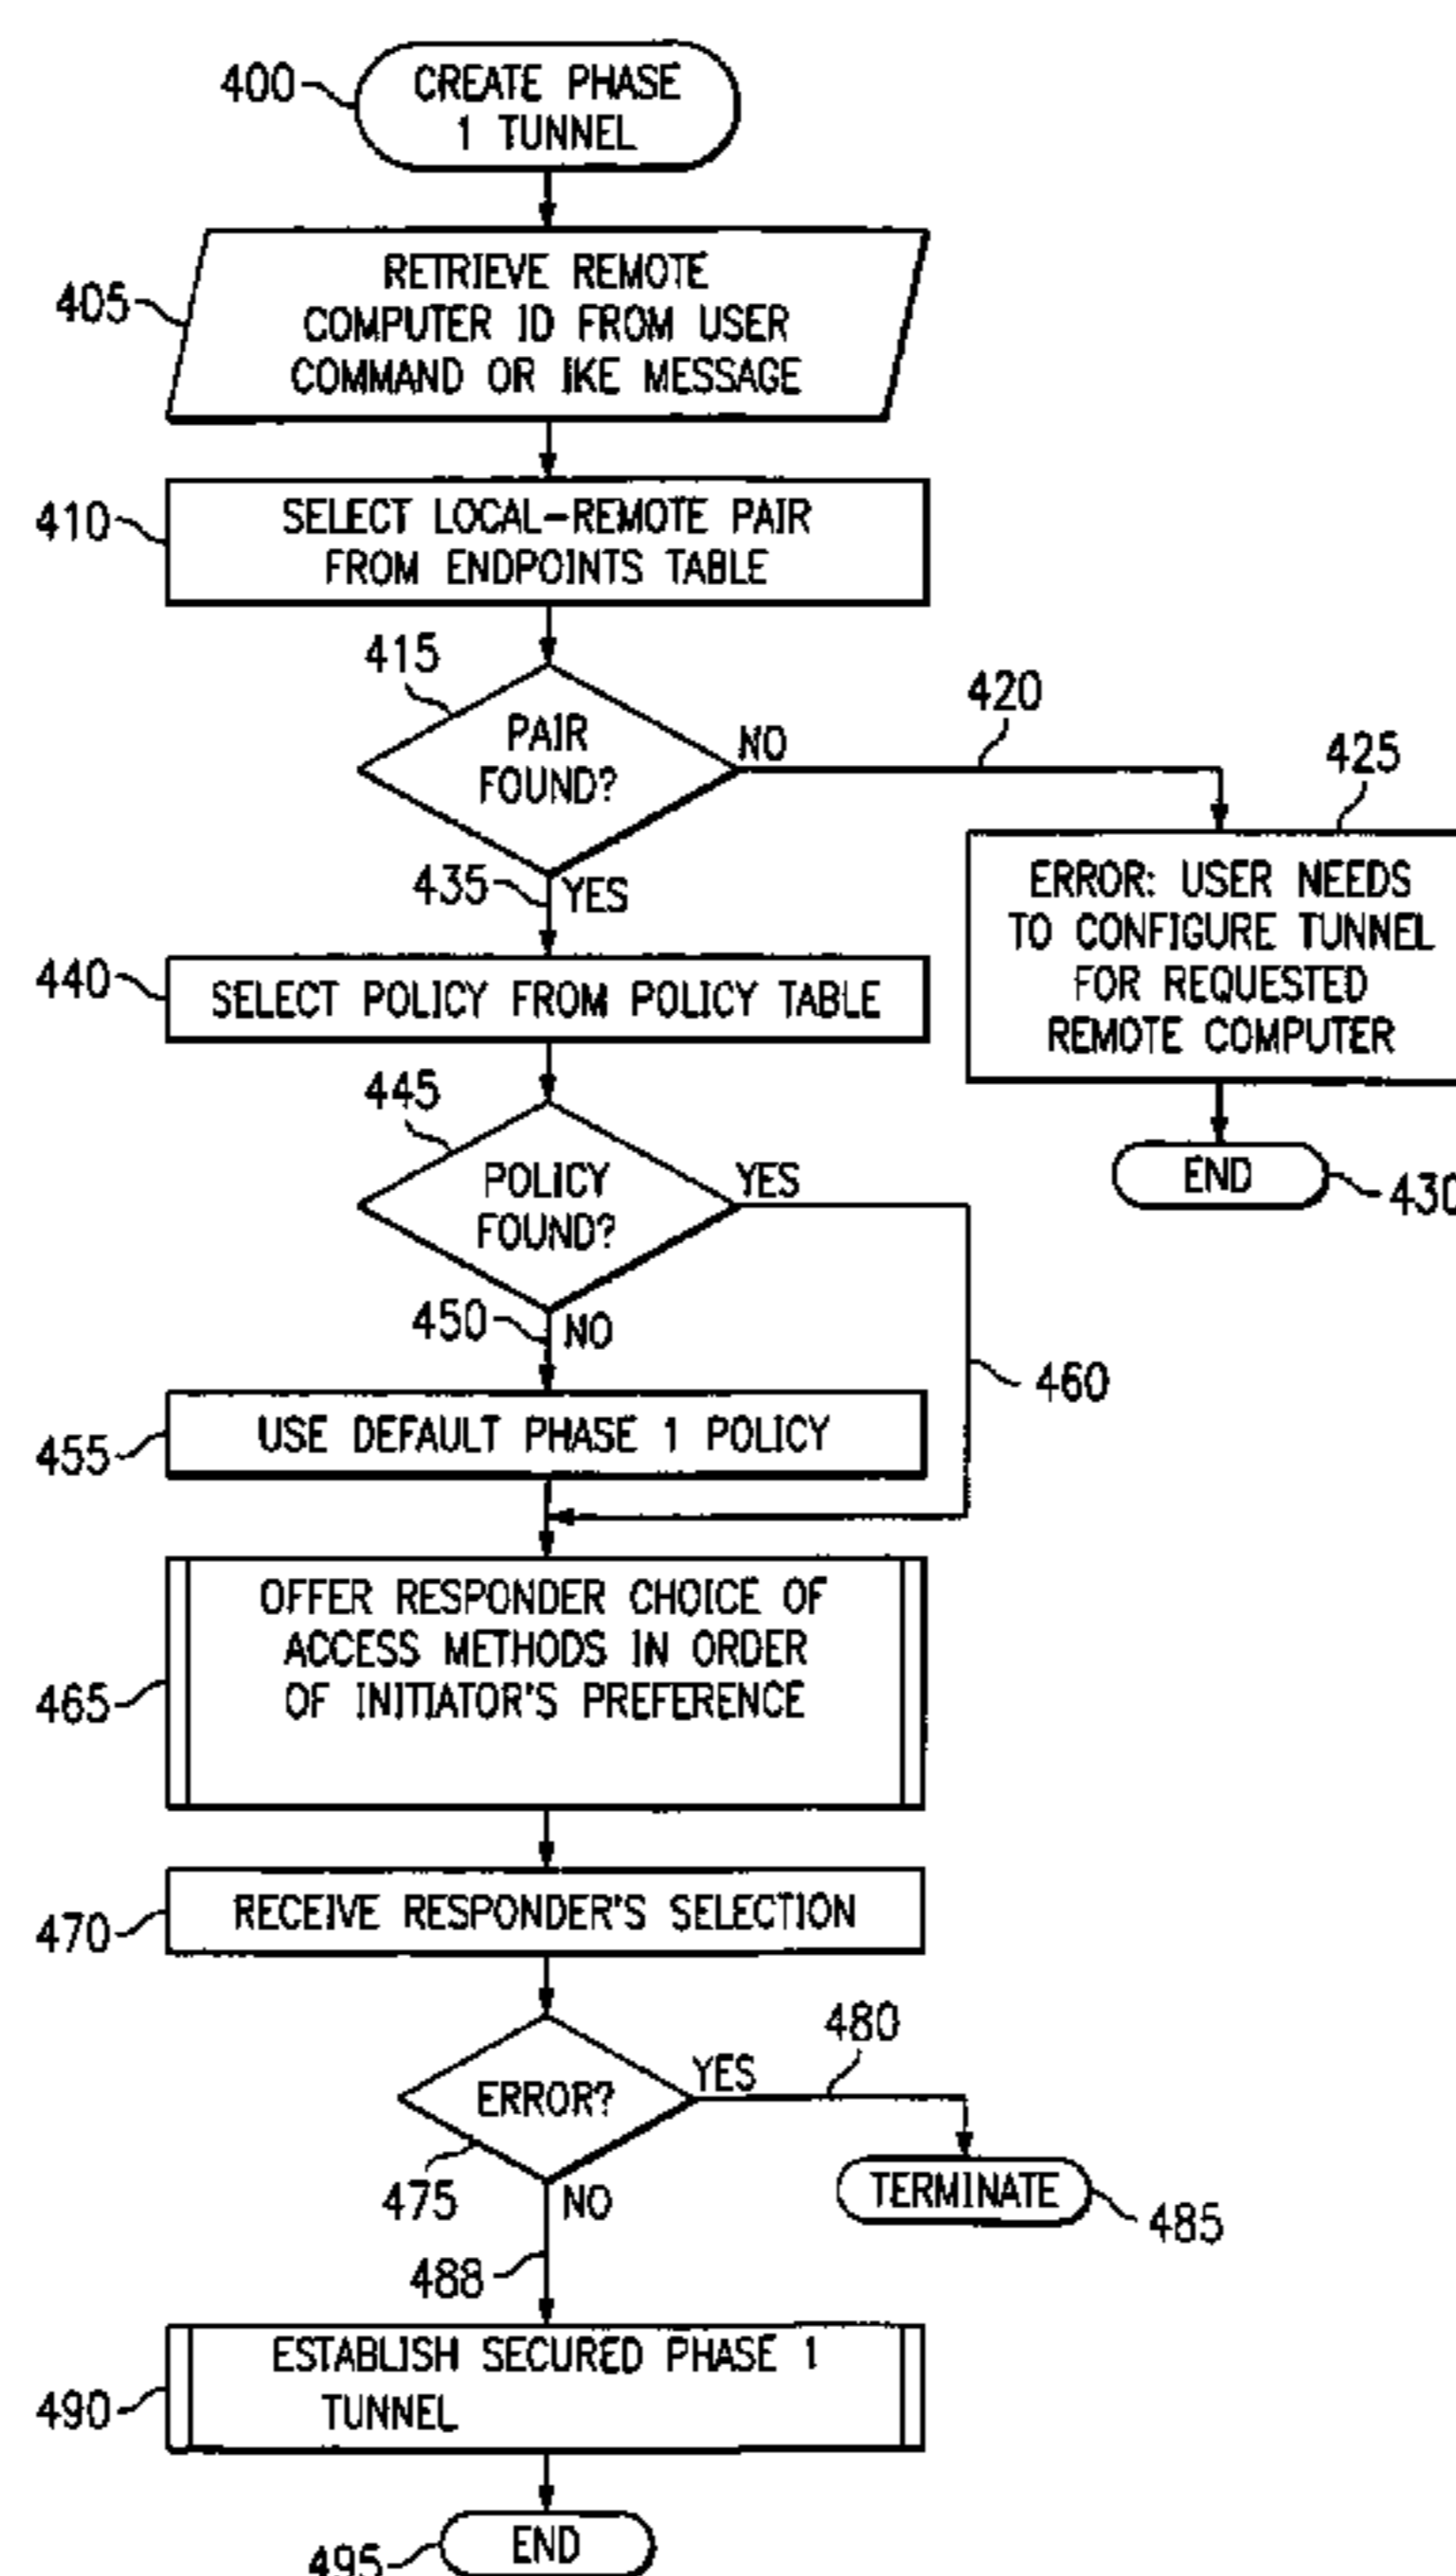 400
CREATE PHASE
1 TUNNEL
405
RETRIEVE REMOTE
COMPUTER ID FROM USER
COMMAND OR IKE MESSAGE
410
SELECT LOCAL-REMOTE PAIR
FROM ENDPOINTS TABLE
415
PAIR
FOUND?
NO
420
425
ERROR: USER NEEDS
TO CONFIGURE TUNNEL
FOR REQUESTED
REMOTE COMPUTER
END
430
435
YES
440
SELECT POLICY FROM POLICY TABLE
445
POLICY
FOUND?
YES
460
450
NO
455
USE DEFAULT PHASE 1 POLICY
465
OFFER RESPONDER CHOICE OF
ACCESS METHODS IN ORDER
OF INITIATOR'S PREFERENCE
470
RECEIVE RESPONDER'S SELECTION
ERROR?
475
YES
480
TERMINATE
485
NO
488
490
ESTABLISH SECURED PHASE 1
TUNNEL
495
END